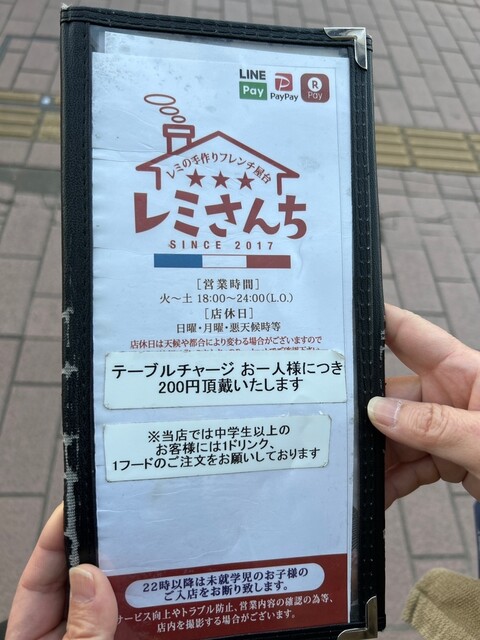 LINE Pay
PayPay
R Pay
レミの手作りフレンチ屋台
★★★
レミさんち
SINCE 2017
[営業時間]
火〜土 18:00〜24:00(L.O.)
[店休日]
日曜・月曜・悪天候時等
店休日は天候や都合により変わる場合がございますので
テーブルチャージ お一人様につき
200円頂戴いたします
※当店では中学生以上の
お客様には1ドリンク、
1フードのご注文をお願いしております
22時以降は未就学児のお子様の
ご入店をお断り致します。
サービス向上やトラブル防止、営業内容の確認の為等、
店内を撮影する場合がございます。